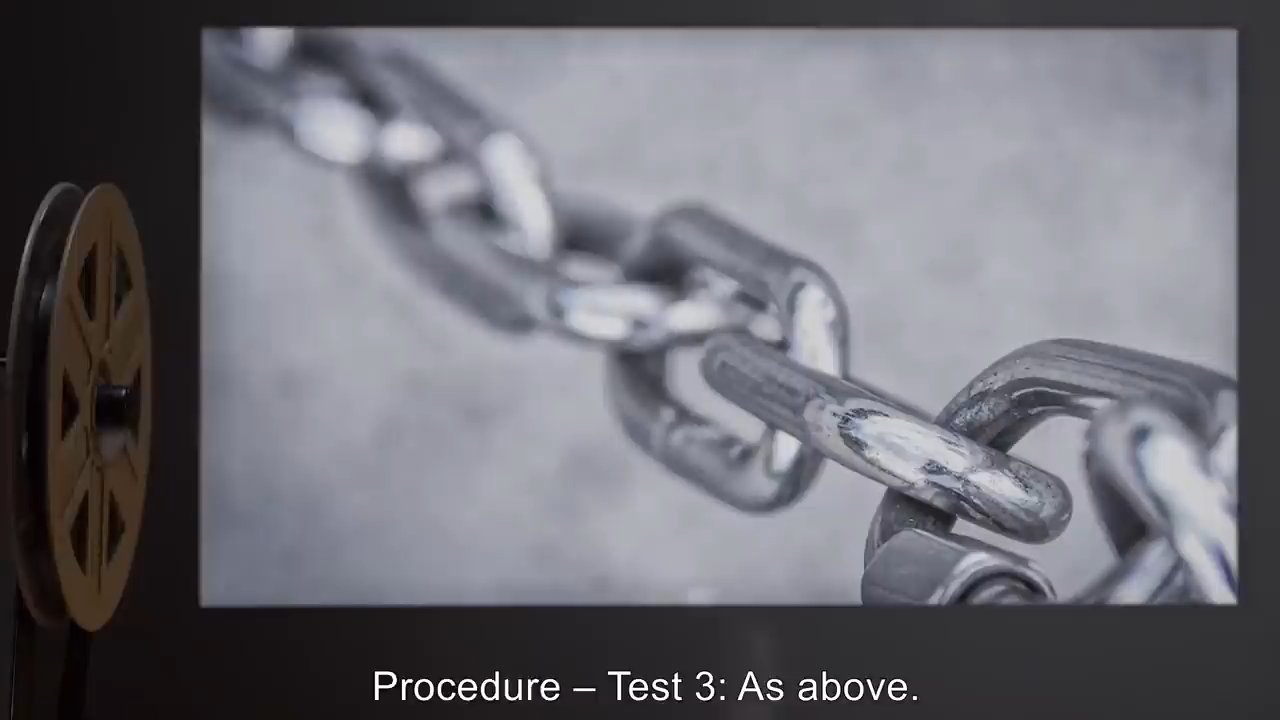 Procedure – Test 3: As above.